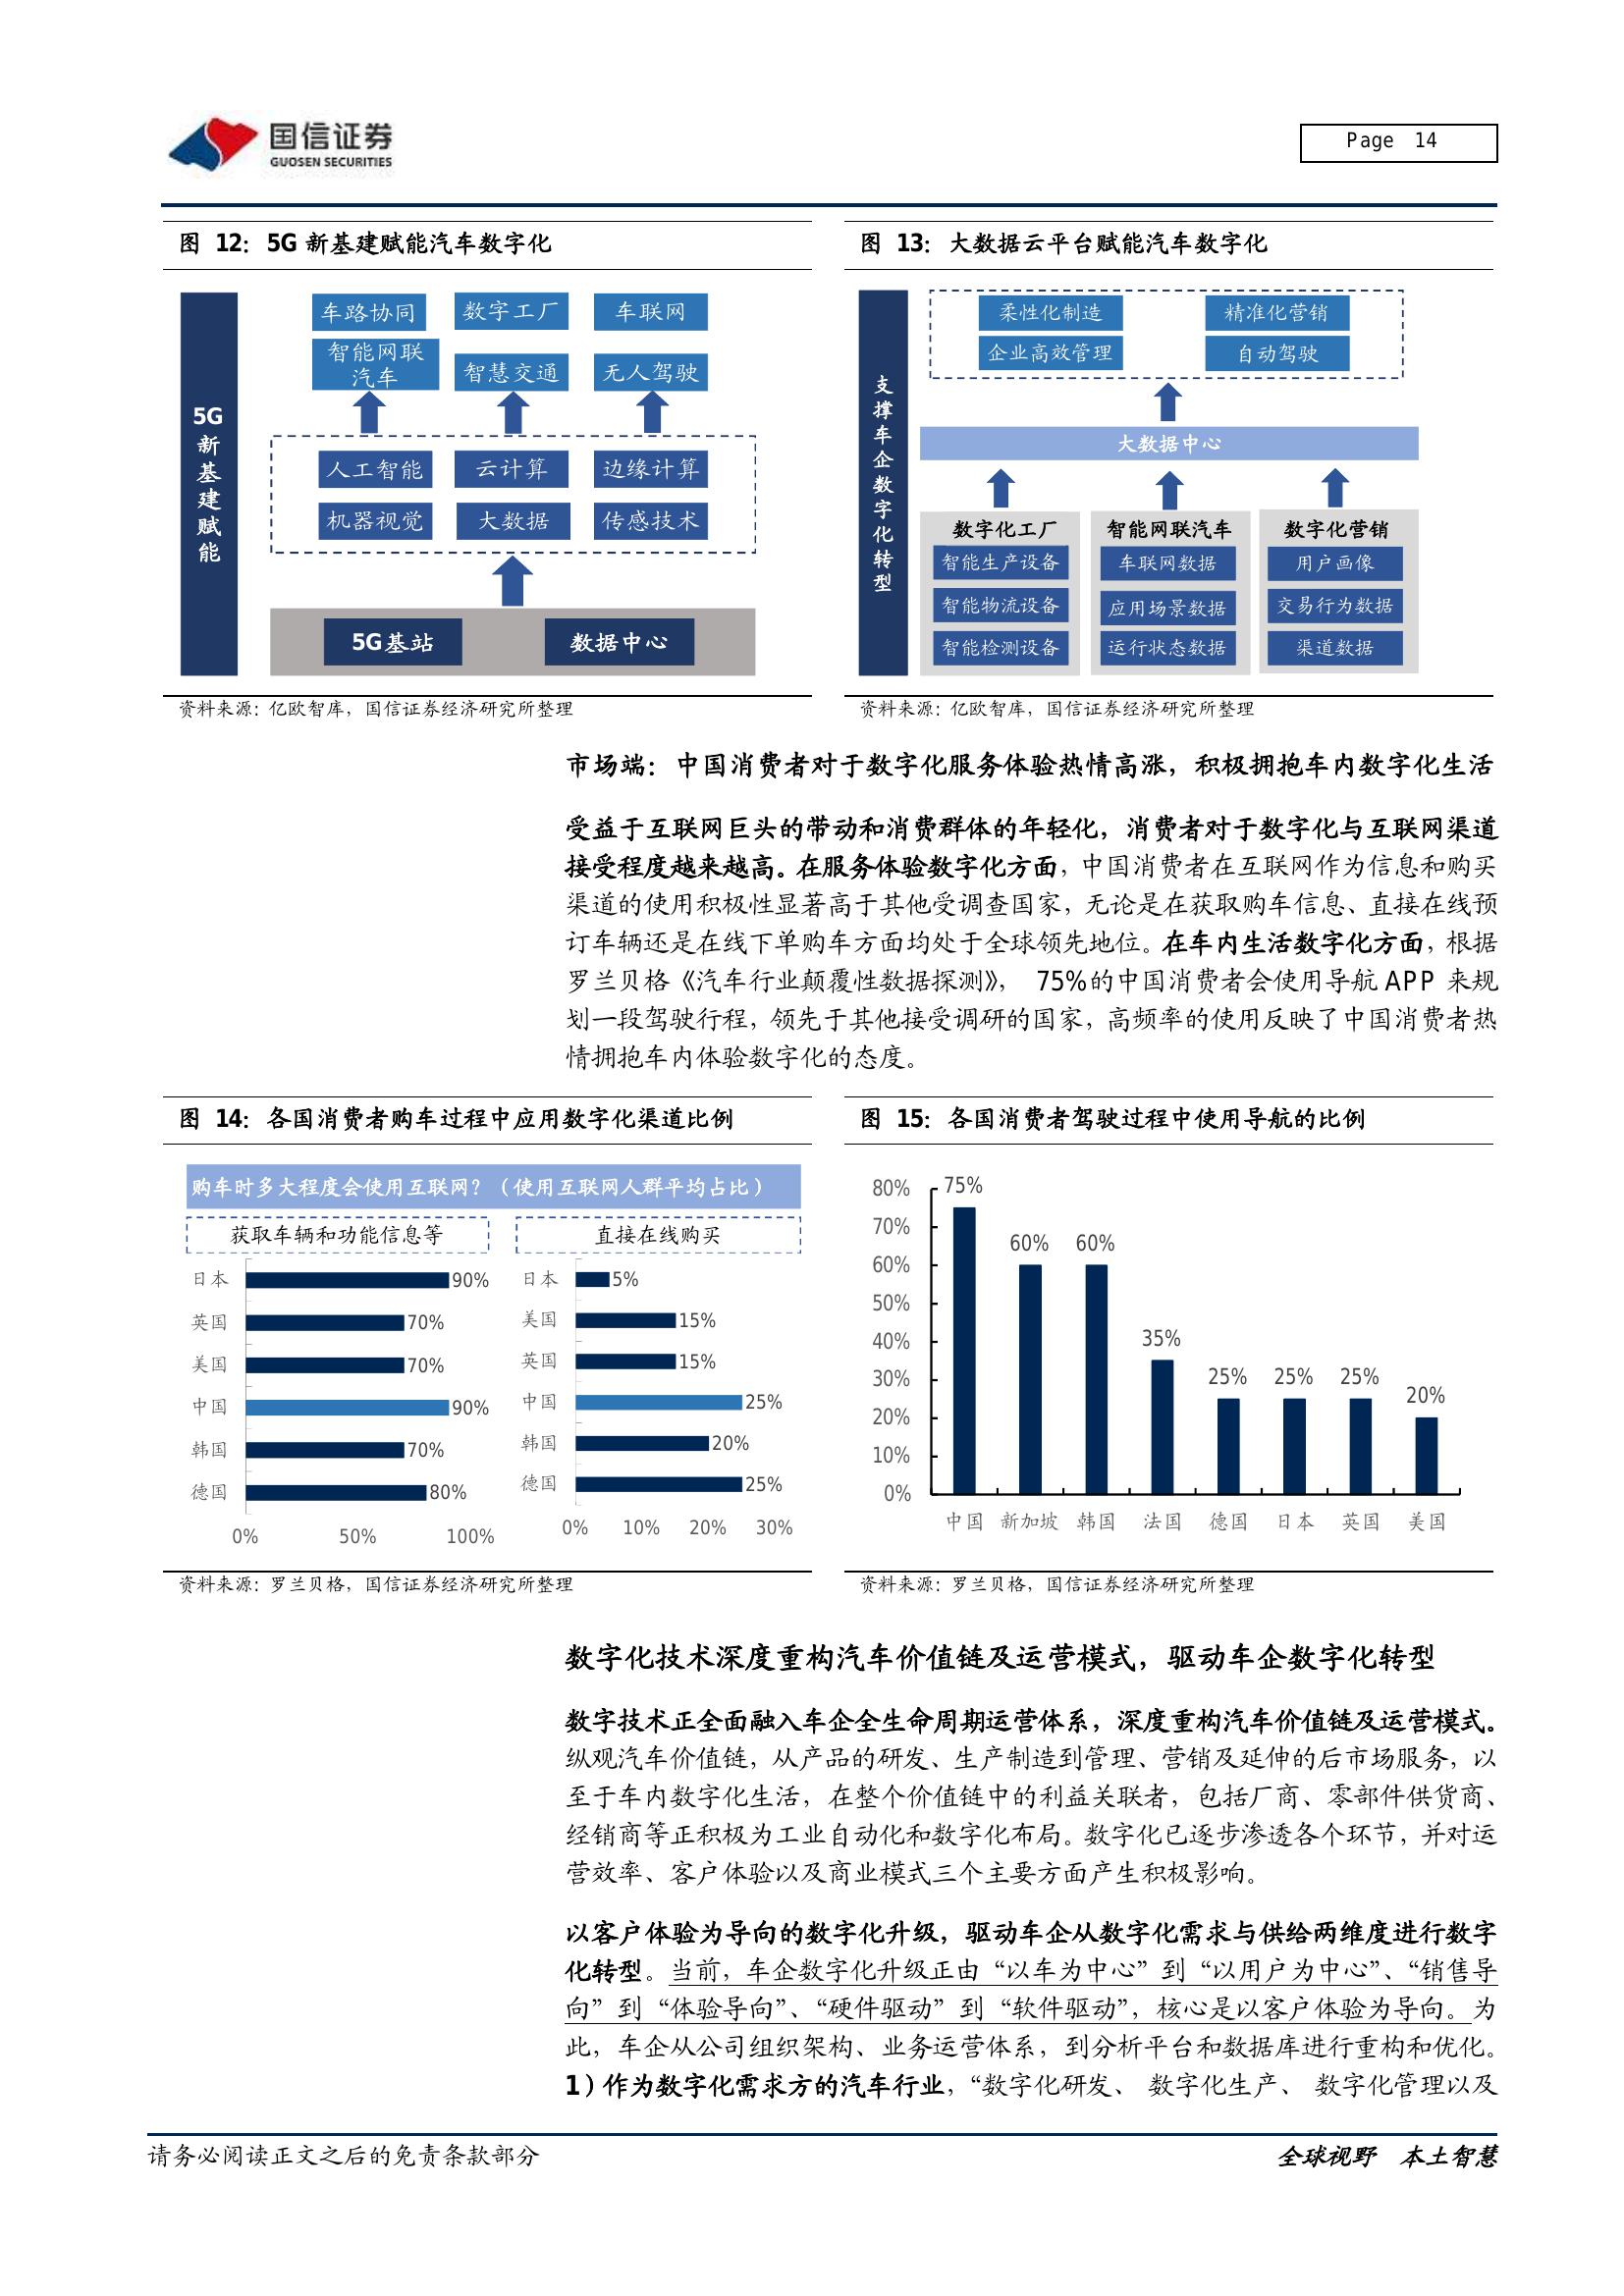 国信证券
GUOSEN SECURITIES
Page 14
图 12：5G 新基建赋能汽车数字化
5G新基建赋能
车路协同 数字工厂 车联网
智能网联汽车 智慧交通 无人驾驶
人工智能 云计算 边缘计算
机器视觉 大数据 传感技术
5G基站 数据中心
资料来源：亿欧智库，国信证券经济研究所整理
图 13：大数据云平台赋能汽车数字化
支撑车企数字化转型
柔性化制造 精准化营销
企业高效管理 自动驾驶
大数据中心
数字化工厂 智能网联汽车 数字化营销
智能生产设备 车联网数据 用户画像
智能物流设备 应用场景数据 交易行为数据
智能检测设备 运行状态数据 渠道数据
资料来源：亿欧智库，国信证券经济研究所整理
市场端：中国消费者对于数字化服务体验热情高涨，积极拥抱车内数字化生活
受益于互联网巨头的带动和消费群体的年轻化，消费者对于数字化与互联网渠道
接受程度越来越高。在服务体验数字化方面，中国消费者在互联网作为信息和购买
渠道的使用积极性显著高于其他受调查国家，无论是在获取购车信息、直接在线预
订车辆还是在线下单购车方面均处于全球领先地位。在车内生活数字化方面，根据
罗兰贝格《汽车行业颠覆性数据探测》， 75%的中国消费者会使用导航 APP 来规
划一段驾驶行程，领先于其他接受调研的国家，高频率的使用反映了中国消费者热
情拥抱车内体验数字化的态度。
图 14：各国消费者购车过程中应用数字化渠道比例
购车时多大程度会使用互联网？（使用互联网人群平均占比）
获取车辆和功能信息等
日本 90%
英国 70%
美国 70%
中国 90%
韩国 70%
德国 80%
0% 50% 100%
直接在线购买
日本 5%
美国 15%
英国 15%
中国 25%
韩国 20%
德国 25%
0% 10% 20% 30%
资料来源：罗兰贝格，国信证券经济研究所整理
图 15：各国消费者驾驶过程中使用导航的比例
80%
70%
60%
50%
40%
30%
20%
10%
0%
75% 60% 60% 35% 25% 25% 25% 20%
中国 新加坡 韩国 法国 德国 日本 英国 美国
资料来源：罗兰贝格，国信证券经济研究所整理
数字化技术深度重构汽车价值链及运营模式，驱动车企数字化转型
数字技术正全面融入车企全生命周期运营体系，深度重构汽车价值链及运营模式。
纵观汽车价值链，从产品的研发、生产制造到管理、营销及延伸的后市场服务，以
至于车内数字化生活，在整个价值链中的利益关联者，包括厂商、零部件供货商、
经销商等正积极为工业自动化和数字化布局。数字化已逐步渗透各个环节，并对运
营效率、客户体验以及商业模式三个主要方面产生积极影响。
以客户体验为导向的数字化升级，驱动车企从数字化需求与供给两维度进行数字
化转型。当前，车企数字化升级正由“以车为中心”到“以用户为中心”、“销售导
向”到“体验导向”、“硬件驱动”到“软件驱动”，核心是以客户体验为导向。为
此，车企从公司组织架构、业务运营体系，到分析平台和数据库进行重构和优化。
1）作为数字化需求方的汽车行业，“数字化研发、 数字化生产、 数字化管理以及
请务必阅读正文之后的免责条款部分
全球视野 本土智慧